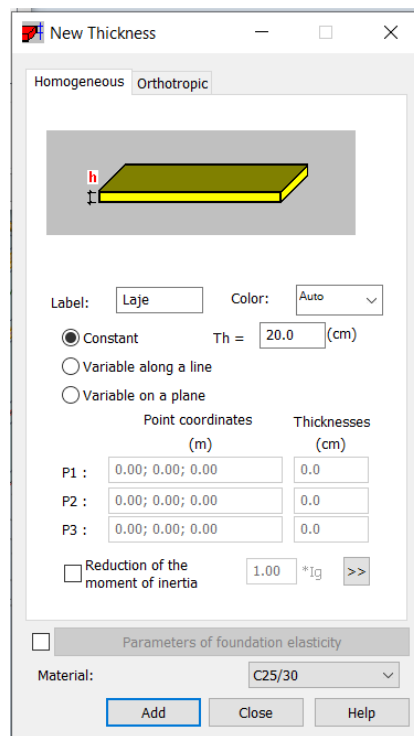 New Thickness
Homogeneous Orthotropic
h
Label: Laje Color: Auto
Constant Th = 20.0 (cm)
Variable along a line
Variable on a plane
Point coordinates Thicknesses
(m) (cm)
P1 : 0.00; 0.00; 0.00 0.0
P2 : 0.00; 0.00; 0.00 0.0
P3 : 0.00; 0.00; 0.00 0.0
Reduction of the
moment of inertia 1.00 *Ig >>
Parameters of foundation elasticity
Material: C25/30
Add Close Help